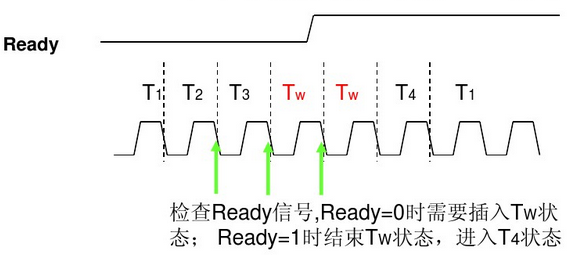 Ready
T1 T2 T3 Tw Tw T4 T1
检查Ready信号,Ready=0时需要插入Tw状
态； Ready=1时结束Tw状态，进入T4状态